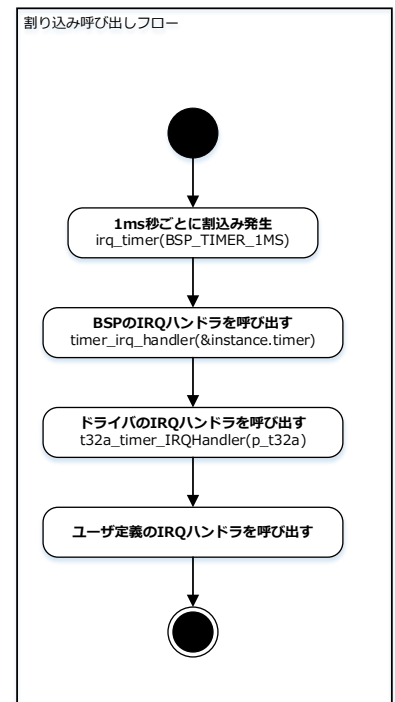 割り込み呼び出しフロー
1ms秒ごとに割込み発生
irq_timer(BSP_TIMER_1MS)
BSPのIRQハンドラを呼び出す
timer_irq_handler(&instance.timer)
ドライバのIRQハンドラを呼び出す
t32a_timer_IRQHandler(p_t32a)
ユーザ定義のIRQハンドラを呼び出す